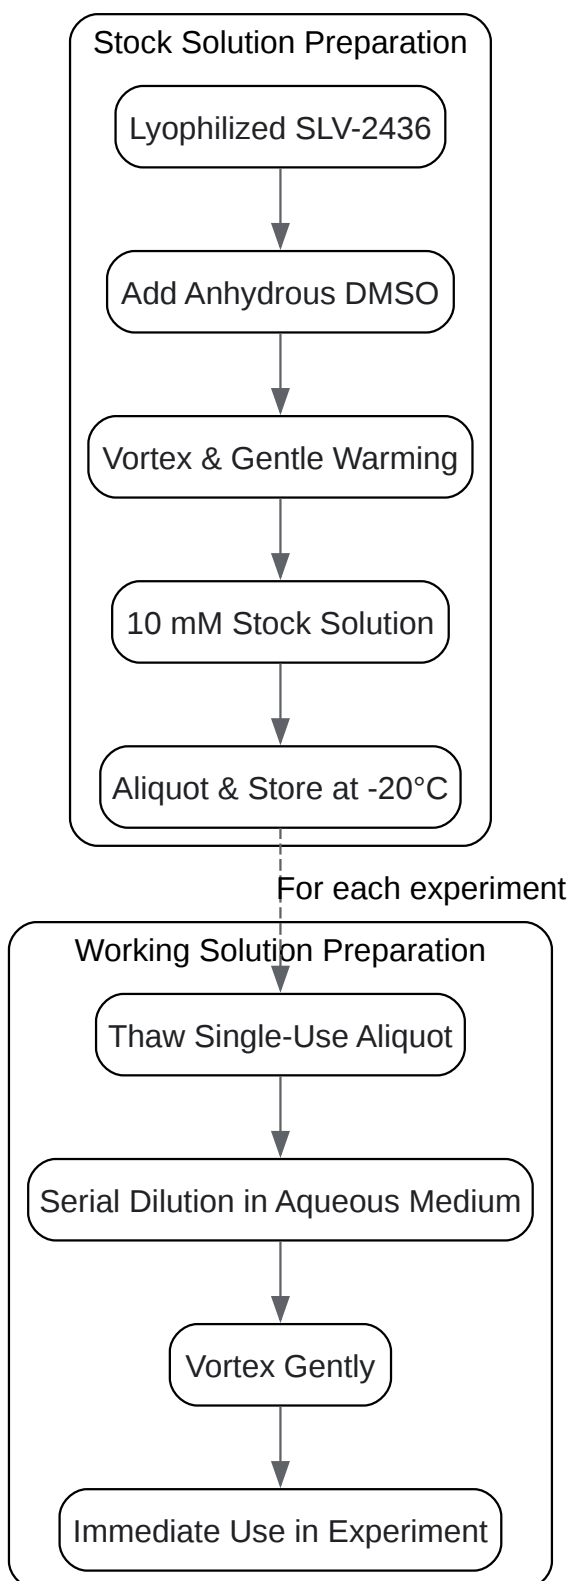 Stock Solution Preparation
Lyophilized SLV-2436
Add Anhydrous DMSO
Vortex & Gentle Warming
10 mM Stock Solution
Aliquot & Store at -20°C
For each experiment
Working Solution Preparation
Thaw Single-Use Aliquot
Serial Dilution in Aqueous Medium
Vortex Gently
Immediate Use in Experiment